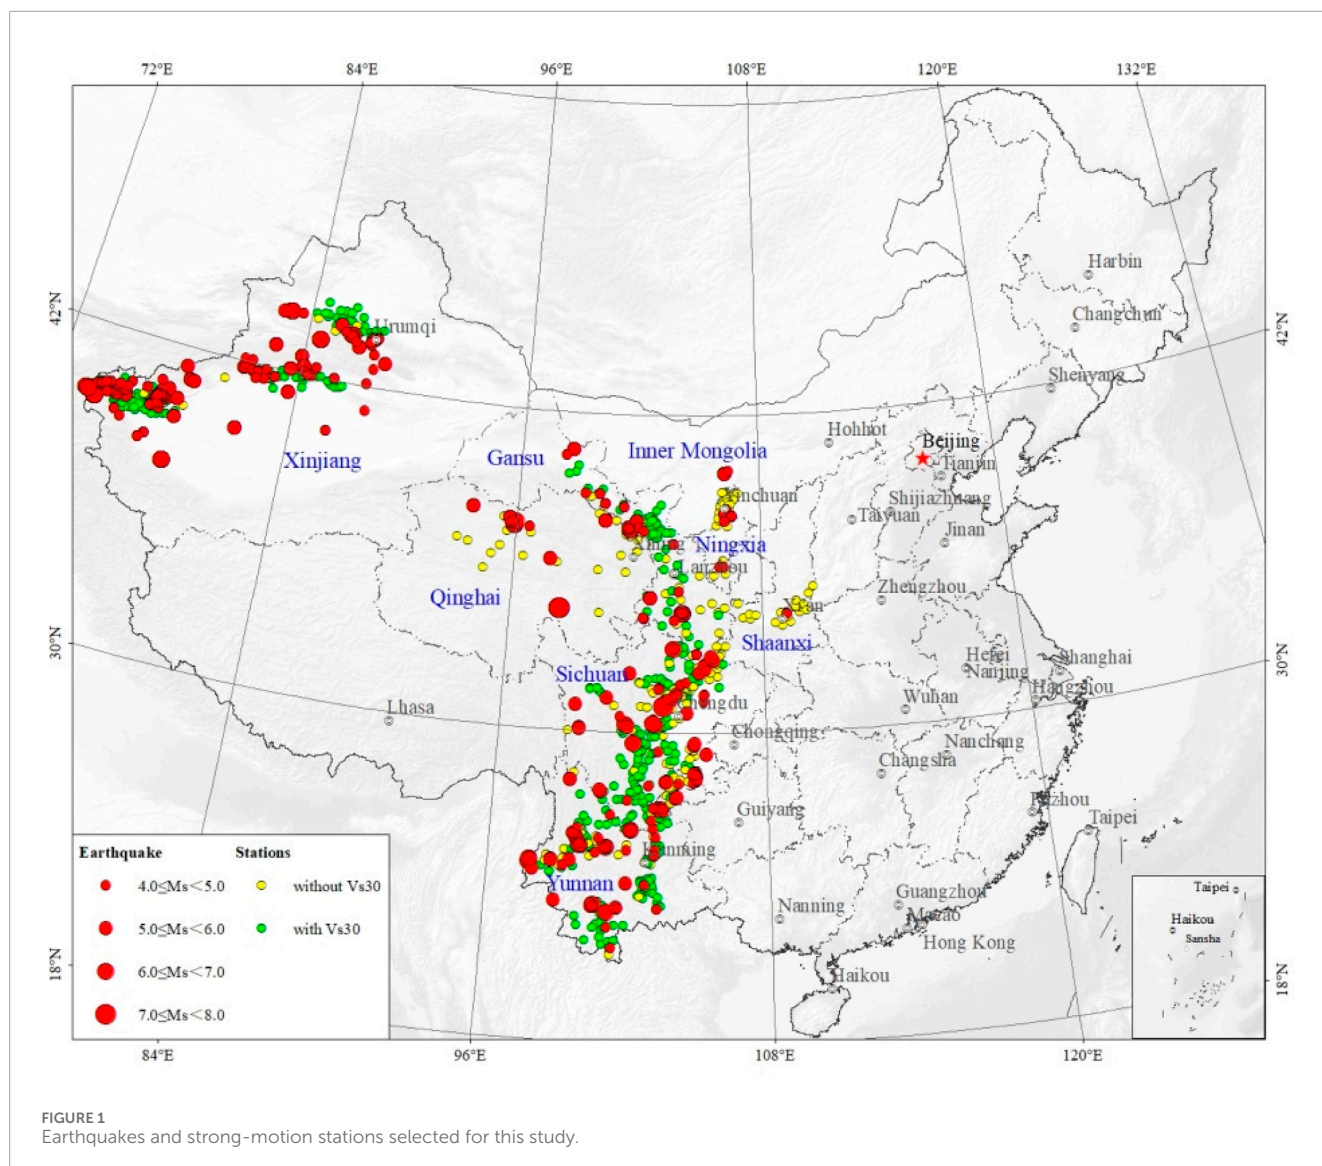 72°E 84°E 96°E 108°E 120°E 132°E
42°N
42°N
30°N
30°N
18°N
18°N
84°E 96°E 108°E 120°E
Harbin
Changchun
Urumqi
Shenyang
Hohhot
Beijing
Tianjin
Xinjiang
Gansu
Inner Mongolia
Yinchuan
Shijiazhuang
Taiyuan
Jinan
Xining
Ningxia
Lanzhou
Qinghai
Zhengzhou
Xi'an
Shaanxi
Hefei
Nanjing
Shanghai
Hangzhou
Sichuan
Lhasa
Chengdu
Wuhan
Chongqing
Nanchang
Changsha
Guiyang
Fuzhou
Taipei
Kunming
Yunnan
Guangzhou
Nanning
Macao
Hong Kong
Haikou
Earthquake Stations
4.0≤Ms<5.0 without Vs30
5.0≤Ms<6.0 with Vs30
6.0≤Ms<7.0
7.0≤Ms<8.0
Taipei
Haikou
Sansha
FIGURE 1
Earthquakes and strong-motion stations selected for this study.